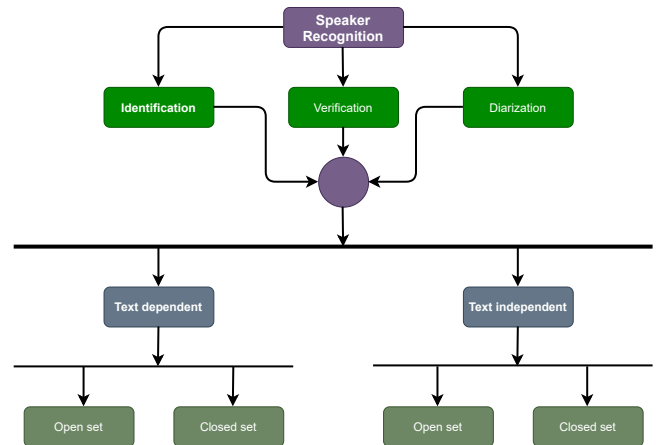 Speaker
Recognition
Identification
Verification
Diarization
Text dependent
Text independent
Open set
Closed set
Open set
Closed set